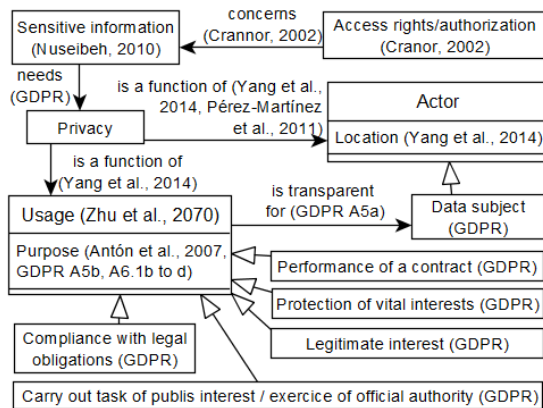 Sensitive information
(Nuseibeh, 2010)
concerns
(Crannor, 2002)
Access rights/authorization
(Cranor, 2002)
needs
(GDPR)
is a function of (Yang et al.,
2014, Pérez-Martínez
et al., 2011)
Actor
Location (Yang et al., 2014)
Privacy
is a function of
(Yang et al., 2014)
is transparent
for (GDPR A5a)
Data subject
(GDPR)
Usage (Zhu et al., 2070)
Purpose (Antón et al., 2007,
GDPR A5b, A6.1b to d)
Performance of a contract (GDPR)
Protection of vital interests (GDPR)
Legitimate interest (GDPR)
Compliance with legal
obligations (GDPR)
Carry out task of publis interest / exercice of official authority (GDPR)